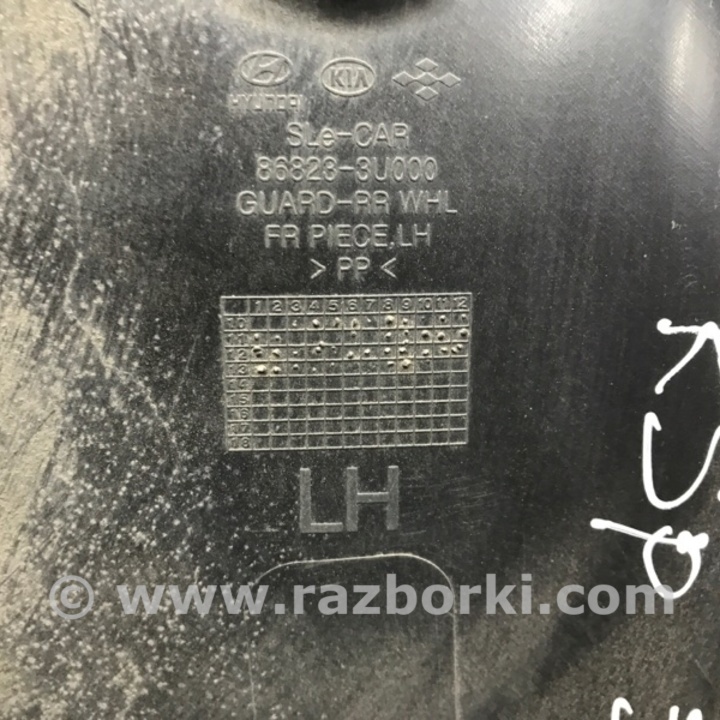 HYUNDAI KIA
SLe-CAR
86823-3U000
GUARD-RR WHL
FR PIECE,LH
> PP <
1 2 3 4 5 6 7 8 9 10 11 12
10
11
12
13
14
15
16
17
18
LH
© www.razborki.com